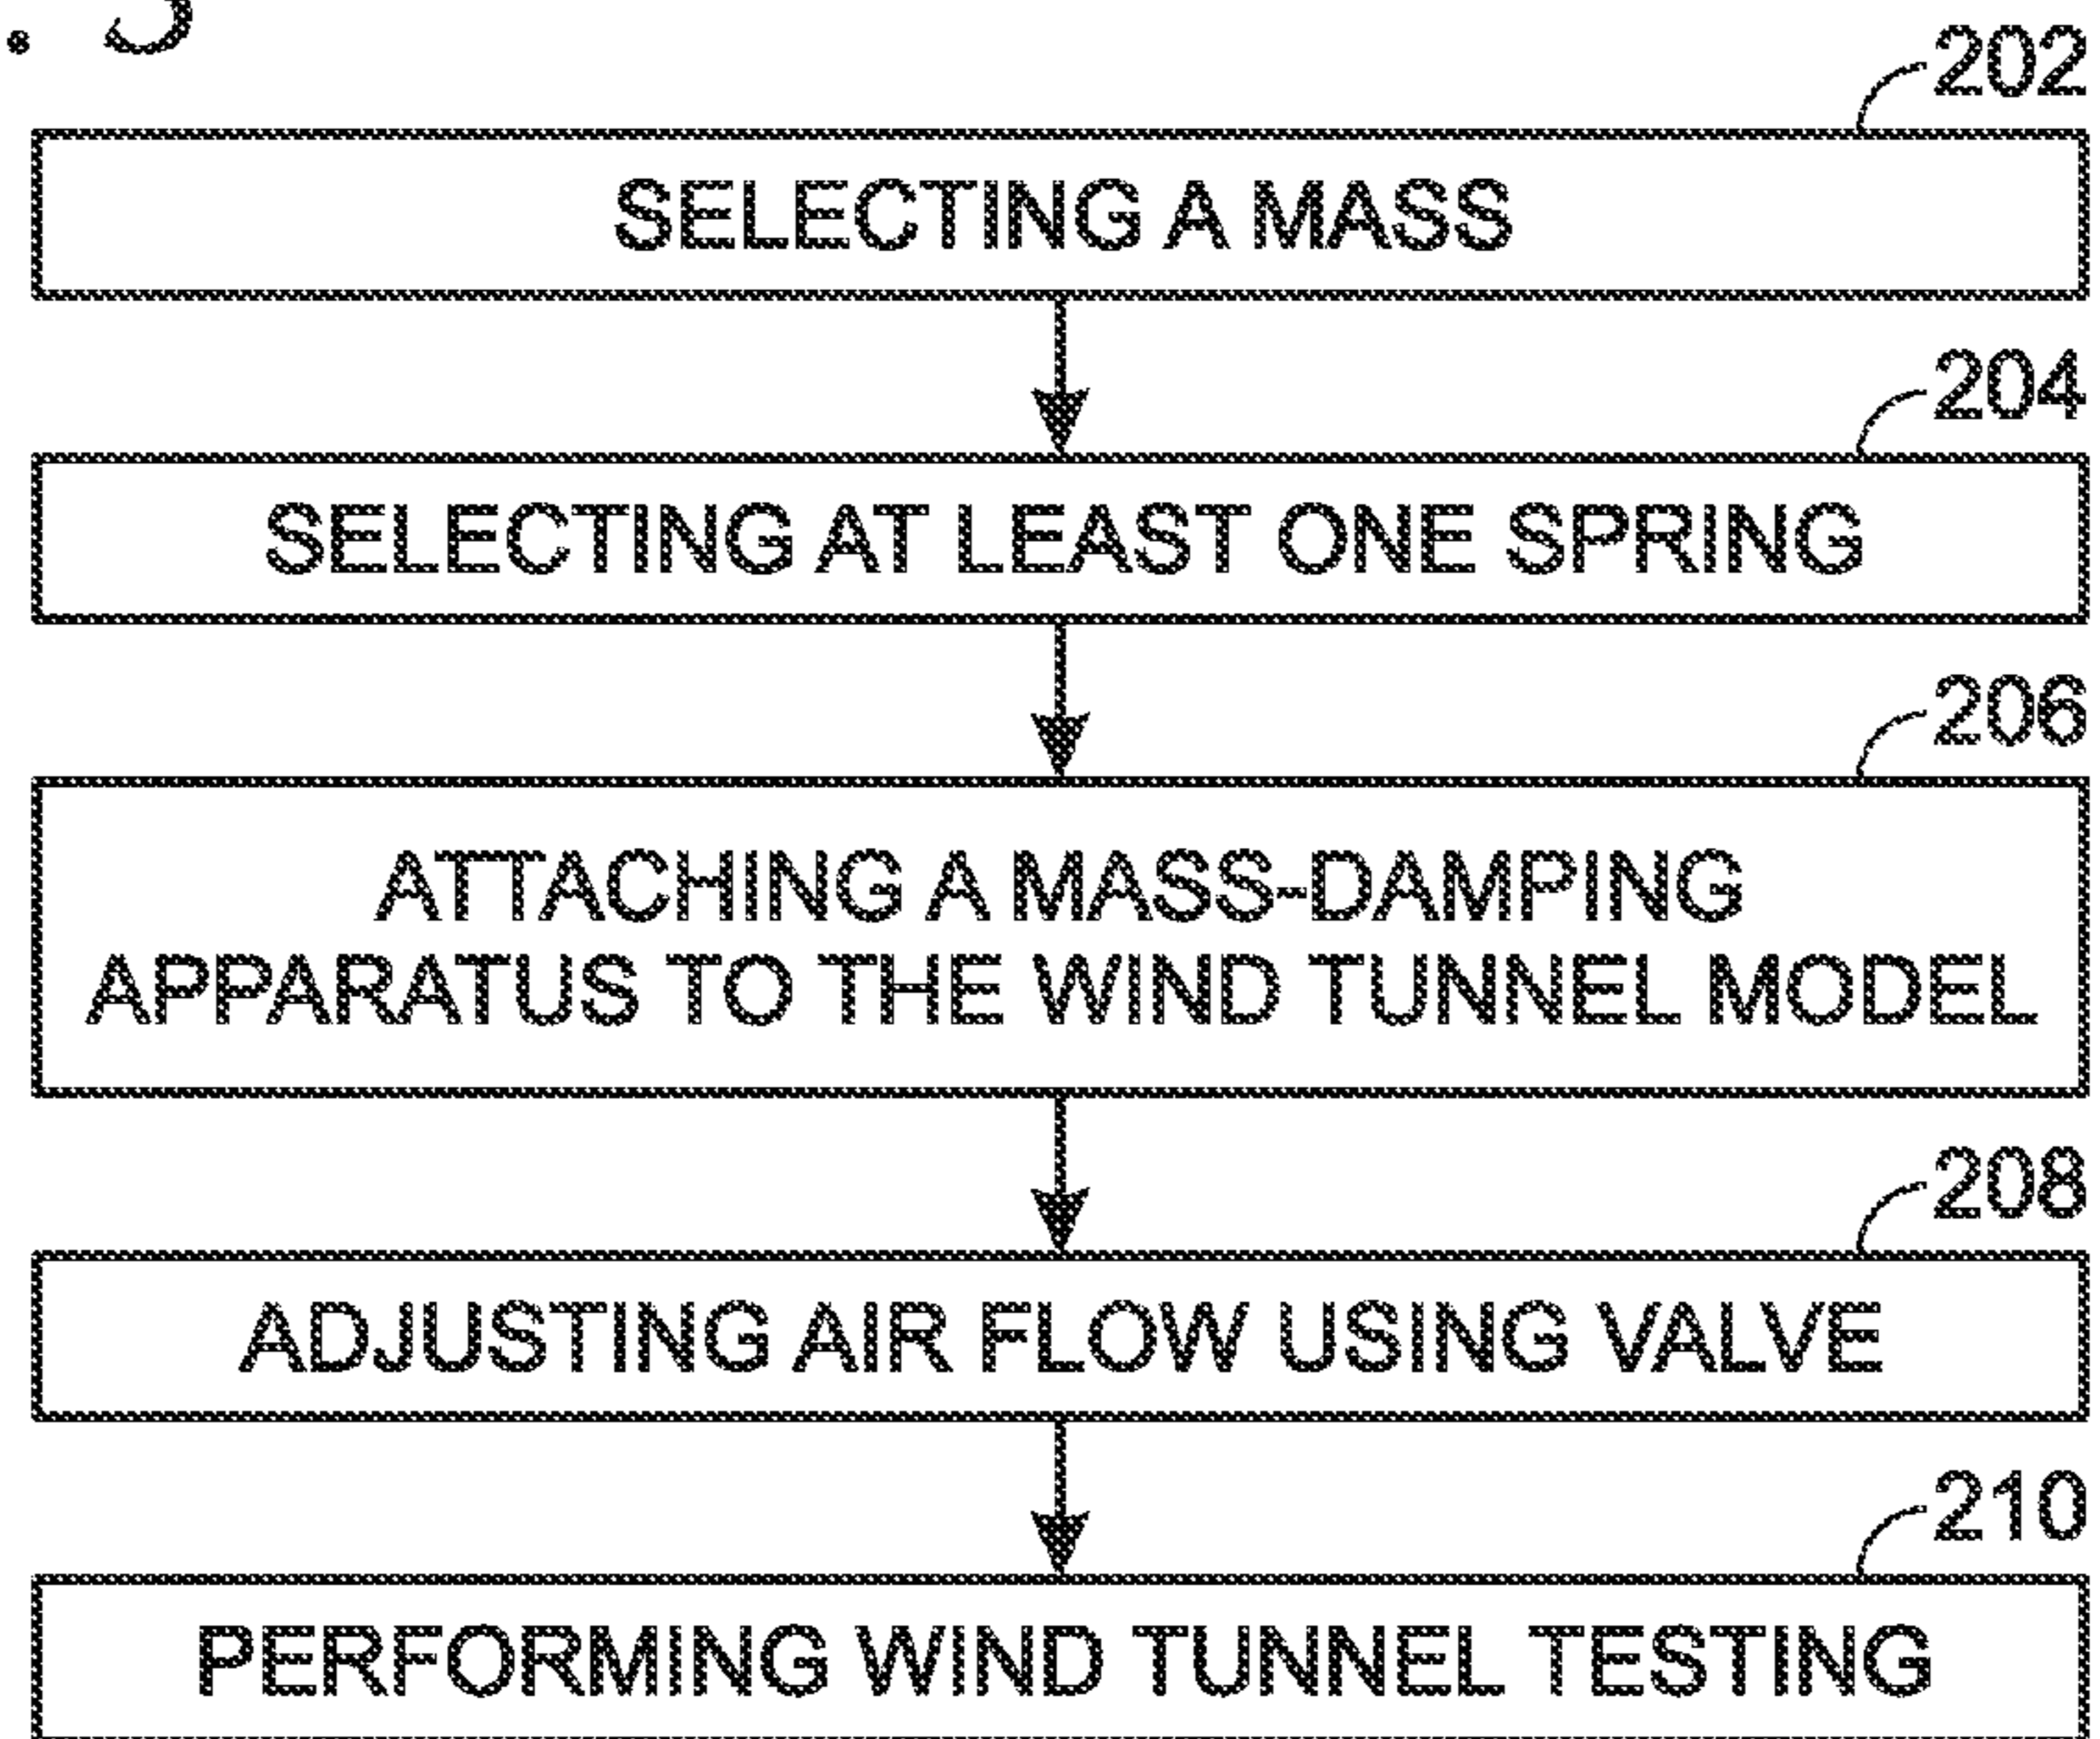 202
SELECTING A MASS
204
SELECTING AT LEAST ONE SPRING
206
ATTACHING A MASS-DAMPING
APPARATUS TO THE WIND TUNNEL MODEL
208
ADJUSTING AIR FLOW USING VALVE
210
PERFORMING WIND TUNNEL TESTING